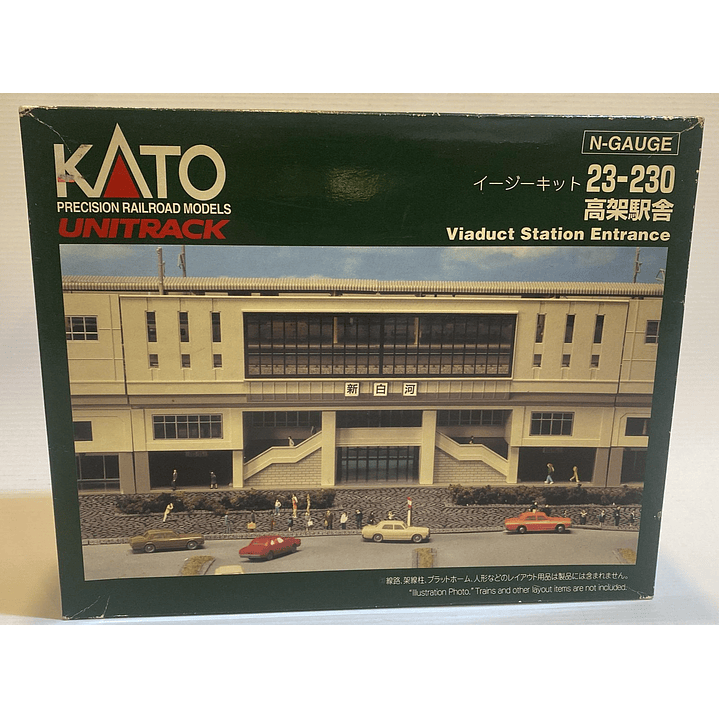 KATO
PRECISION RAILROAD MODELS
UNITRACK
N-GAUGE
イージーキット 23-230
高架駅舎
Viaduct Station Entrance
新白河
線路、架線柱、プラットホーム、人形などのレイアウト用品は製品には含まれません。
"Illustration Photo." Trains and other layout items are not included.